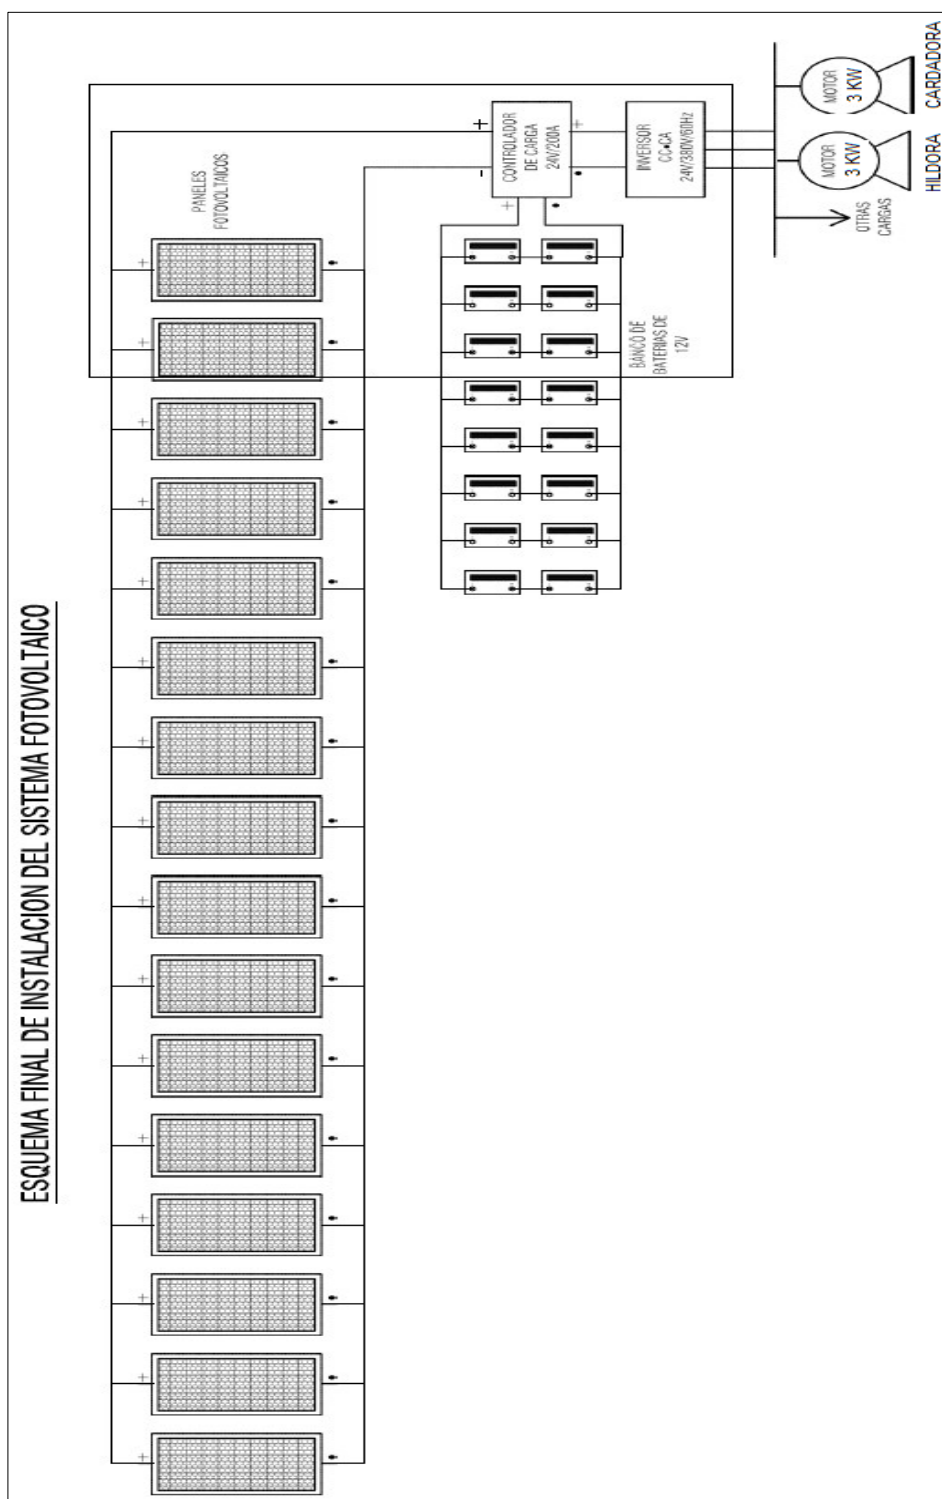 ESQUEMA FINAL DE INSTALACION DEL SISTEMA FOTOVOLTAICO
PANELES
FOTOVOLTAICOS
CONTROLADOR
DE CARGA
24V/200A
INVERSOR
CC•CA
24V/380V/60Hz
BANCO DE
BATERIAS DE
12V
MOTOR
3 KW
CARDADORA
MOTOR
3 KW
HILDORA
OTRAS
CARGAS